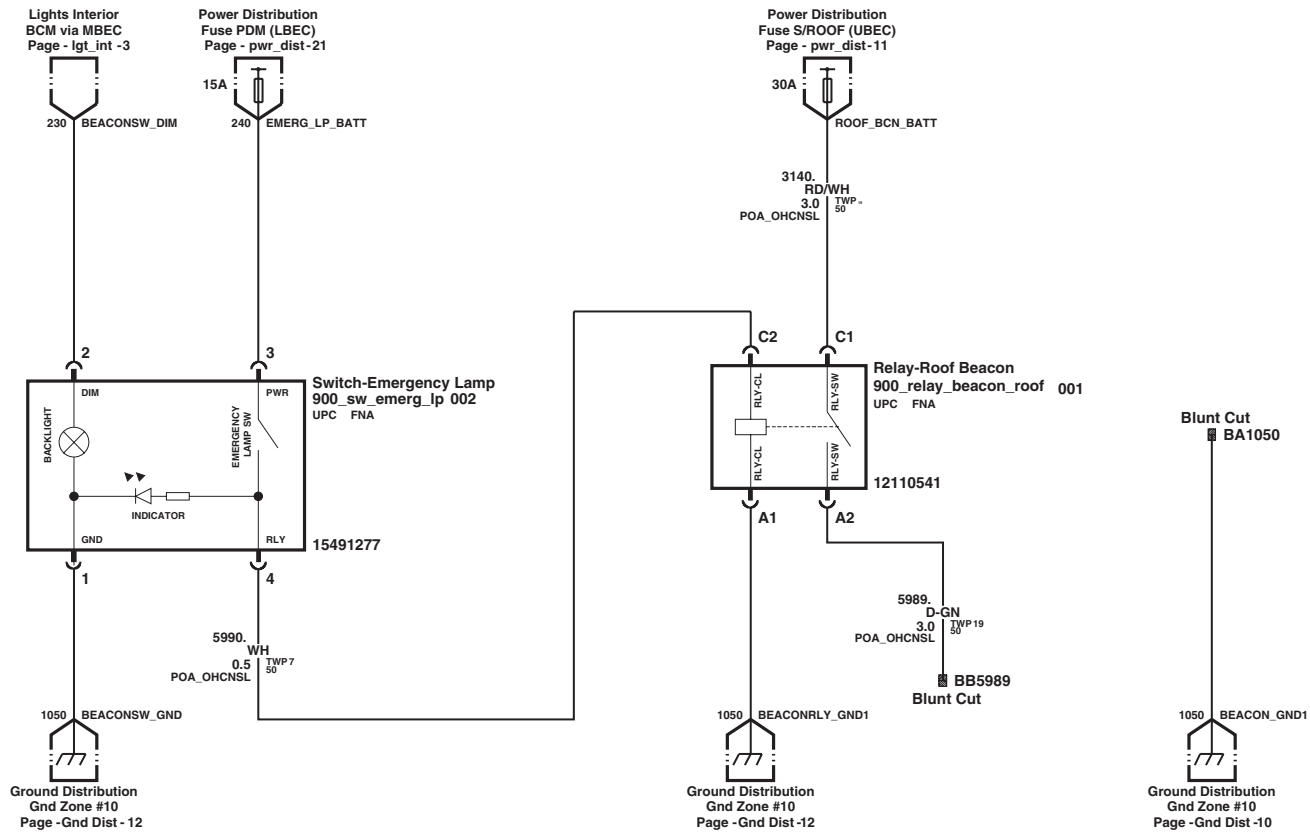 Lights Interior
BCM via MBEC
Page - lgt_int -3
Power Distribution
Fuse PDM (LBEC)
Page - pwr_dist-21
Power Distribution
Fuse S/ROOF (UBEC)
Page - pwr_dist-11
15A
30A
230 BEACONSW_DIM
240 EMERG_LP_BATT
ROOF_BCN_BATT
3140.
RD/WH
3.0
TWP
50
POA_OHCNSL
2
3
C2
C1
Switch-Emergency Lamp
900_sw_emerg_lp 002
UPC FNA
DIM
PWR
BACKLIGHT
EMERGENCY
LAMP SW
INDICATOR
GND
RLY
15491277
1
4
Relay-Roof Beacon
900_relay_beacon_roof 001
UPC FNA
RLY-CL
RLY-SW
RLY-CL
RLY-SW
12110541
A1
A2
Blunt Cut
BA1050
5990.
WH
0.5
TWP7
50
POA_OHCNSL
5989.
D-GN
3.0
TWP19
50
POA_OHCNSL
BB5989
Blunt Cut
1050 BEACONSW_GND
1050 BEACONRLY_GND1
1050 BEACON_GND1
Ground Distribution
Gnd Zone #10
Page -Gnd Dist - 12
Ground Distribution
Gnd Zone #10
Page -Gnd Dist -12
Ground Distribution
Gnd Zone #10
Page -Gnd Dist -10